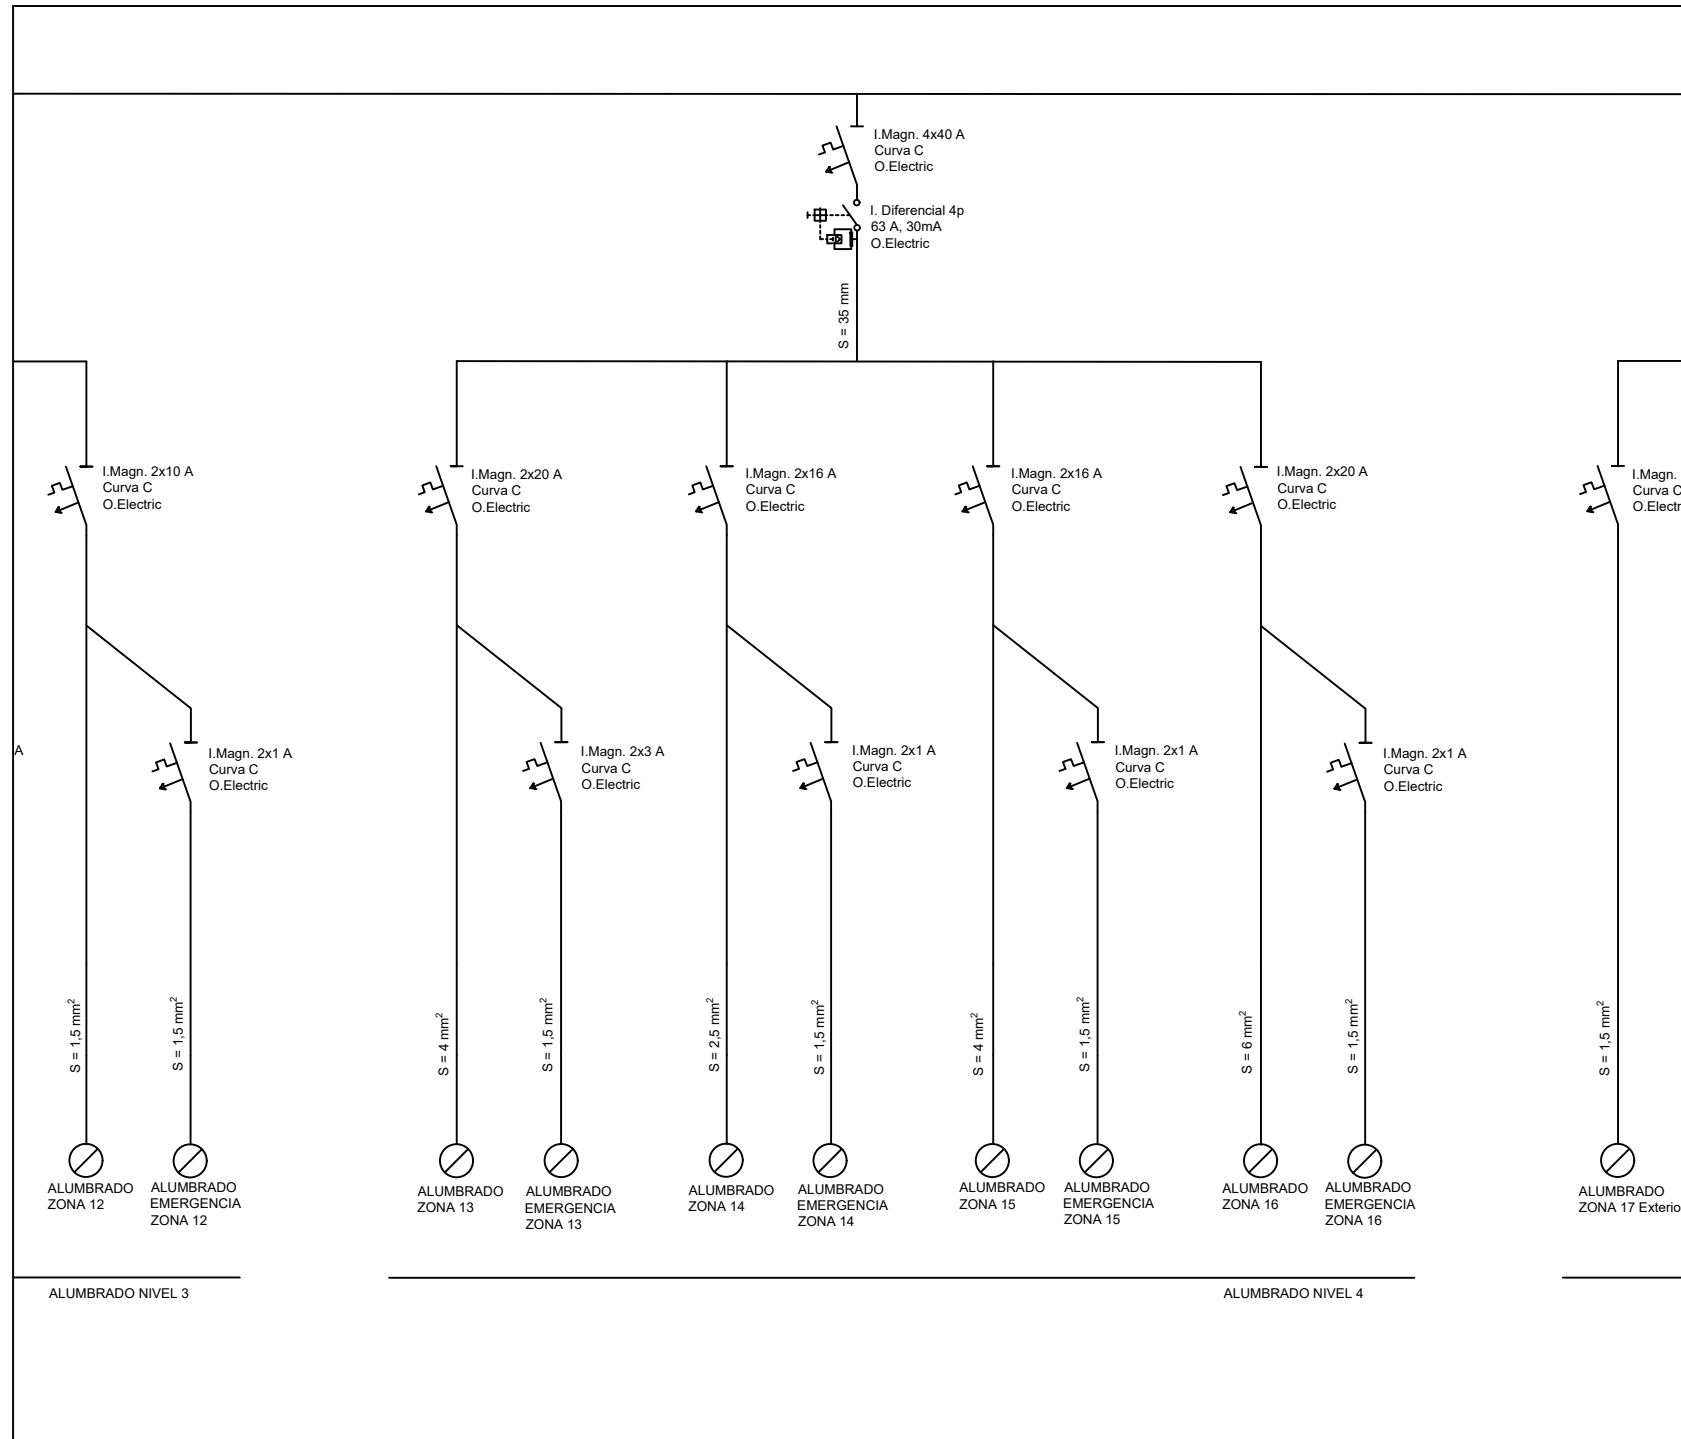 I.Magn. 4x40 A
Curva C
O.Electric
I. Diferencial 4p
63 A, 30mA
O.Electric
S = 35 mm
I.Magn. 2x10 A
Curva C
O.Electric
I.Magn. 2x20 A
Curva C
O.Electric
I.Magn. 2x16 A
Curva C
O.Electric
I.Magn. 2x16 A
Curva C
O.Electric
I.Magn. 2x20 A
Curva C
O.Electric
I.Magn.
Curva C
O.Electr
A
I.Magn. 2x1 A
Curva C
O.Electric
I.Magn. 2x3 A
Curva C
O.Electric
I.Magn. 2x1 A
Curva C
O.Electric
I.Magn. 2x1 A
Curva C
O.Electric
I.Magn. 2x1 A
Curva C
O.Electric
S = 1,5 mm²
S = 1,5 mm²
S = 4 mm²
S = 1,5 mm²
S = 2,5 mm²
S = 1,5 mm²
S = 4 mm²
S = 1,5 mm²
S = 6 mm²
S = 1,5 mm²
S = 1,5 mm²
ALUMBRADO
ZONA 12
ALUMBRADO
EMERGENCIA
ZONA 12
ALUMBRADO
ZONA 13
ALUMBRADO
EMERGENCIA
ZONA 13
ALUMBRADO
ZONA 14
ALUMBRADO
EMERGENCIA
ZONA 14
ALUMBRADO
ZONA 15
ALUMBRADO
EMERGENCIA
ZONA 15
ALUMBRADO
ZONA 16
ALUMBRADO
EMERGENCIA
ZONA 16
ALUMBRADO
ZONA 17 Exterio
ALUMBRADO NIVEL 3
ALUMBRADO NIVEL 4